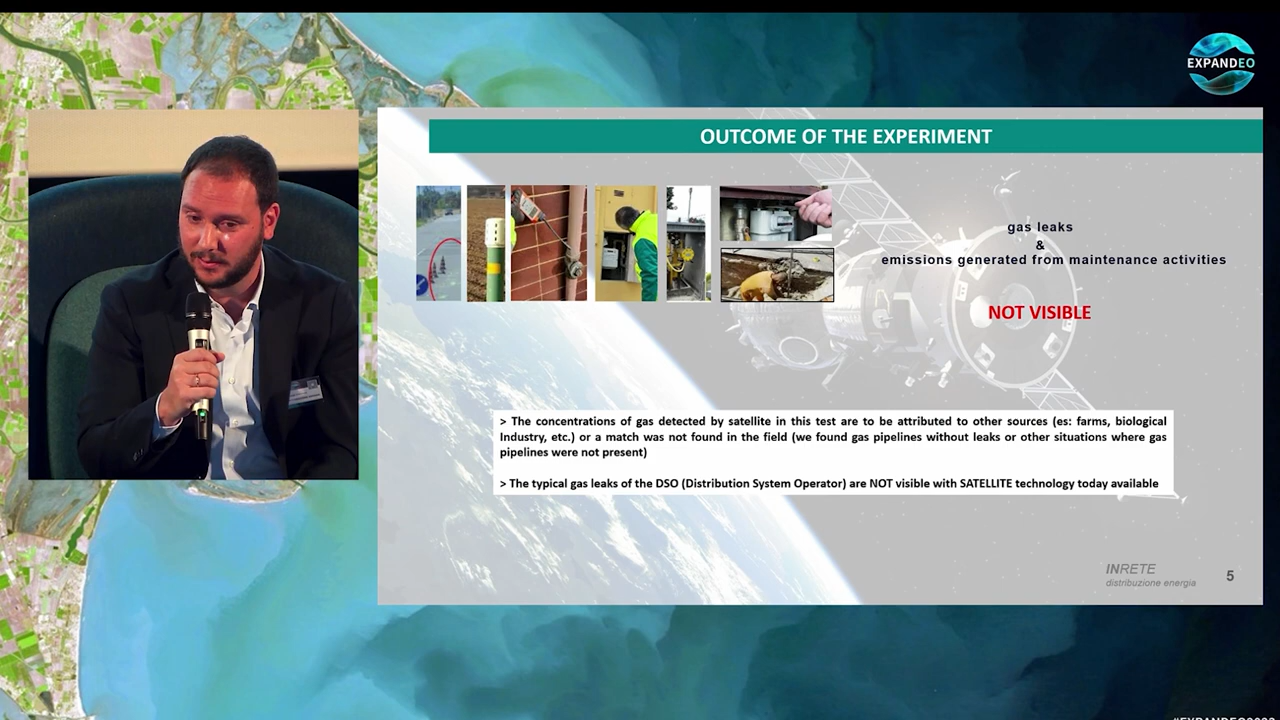 EXPANDEO
OUTCOME OF THE EXPERIMENT
gas leaks
&
emissions generated from maintenance activities
NOT VISIBLE
> The concentrations of gas detected by satellite in this test are to be attributed to other sources (es: farms, biological
Industry, etc.) or a match was not found in the field (we found gas pipelines without leaks or other situations where gas
pipelines were not present)
> The typical gas leaks of the DSO (Distribution System Operator) are NOT visible with SATELLITE technology today available
INRETE
distribuzione energia
5